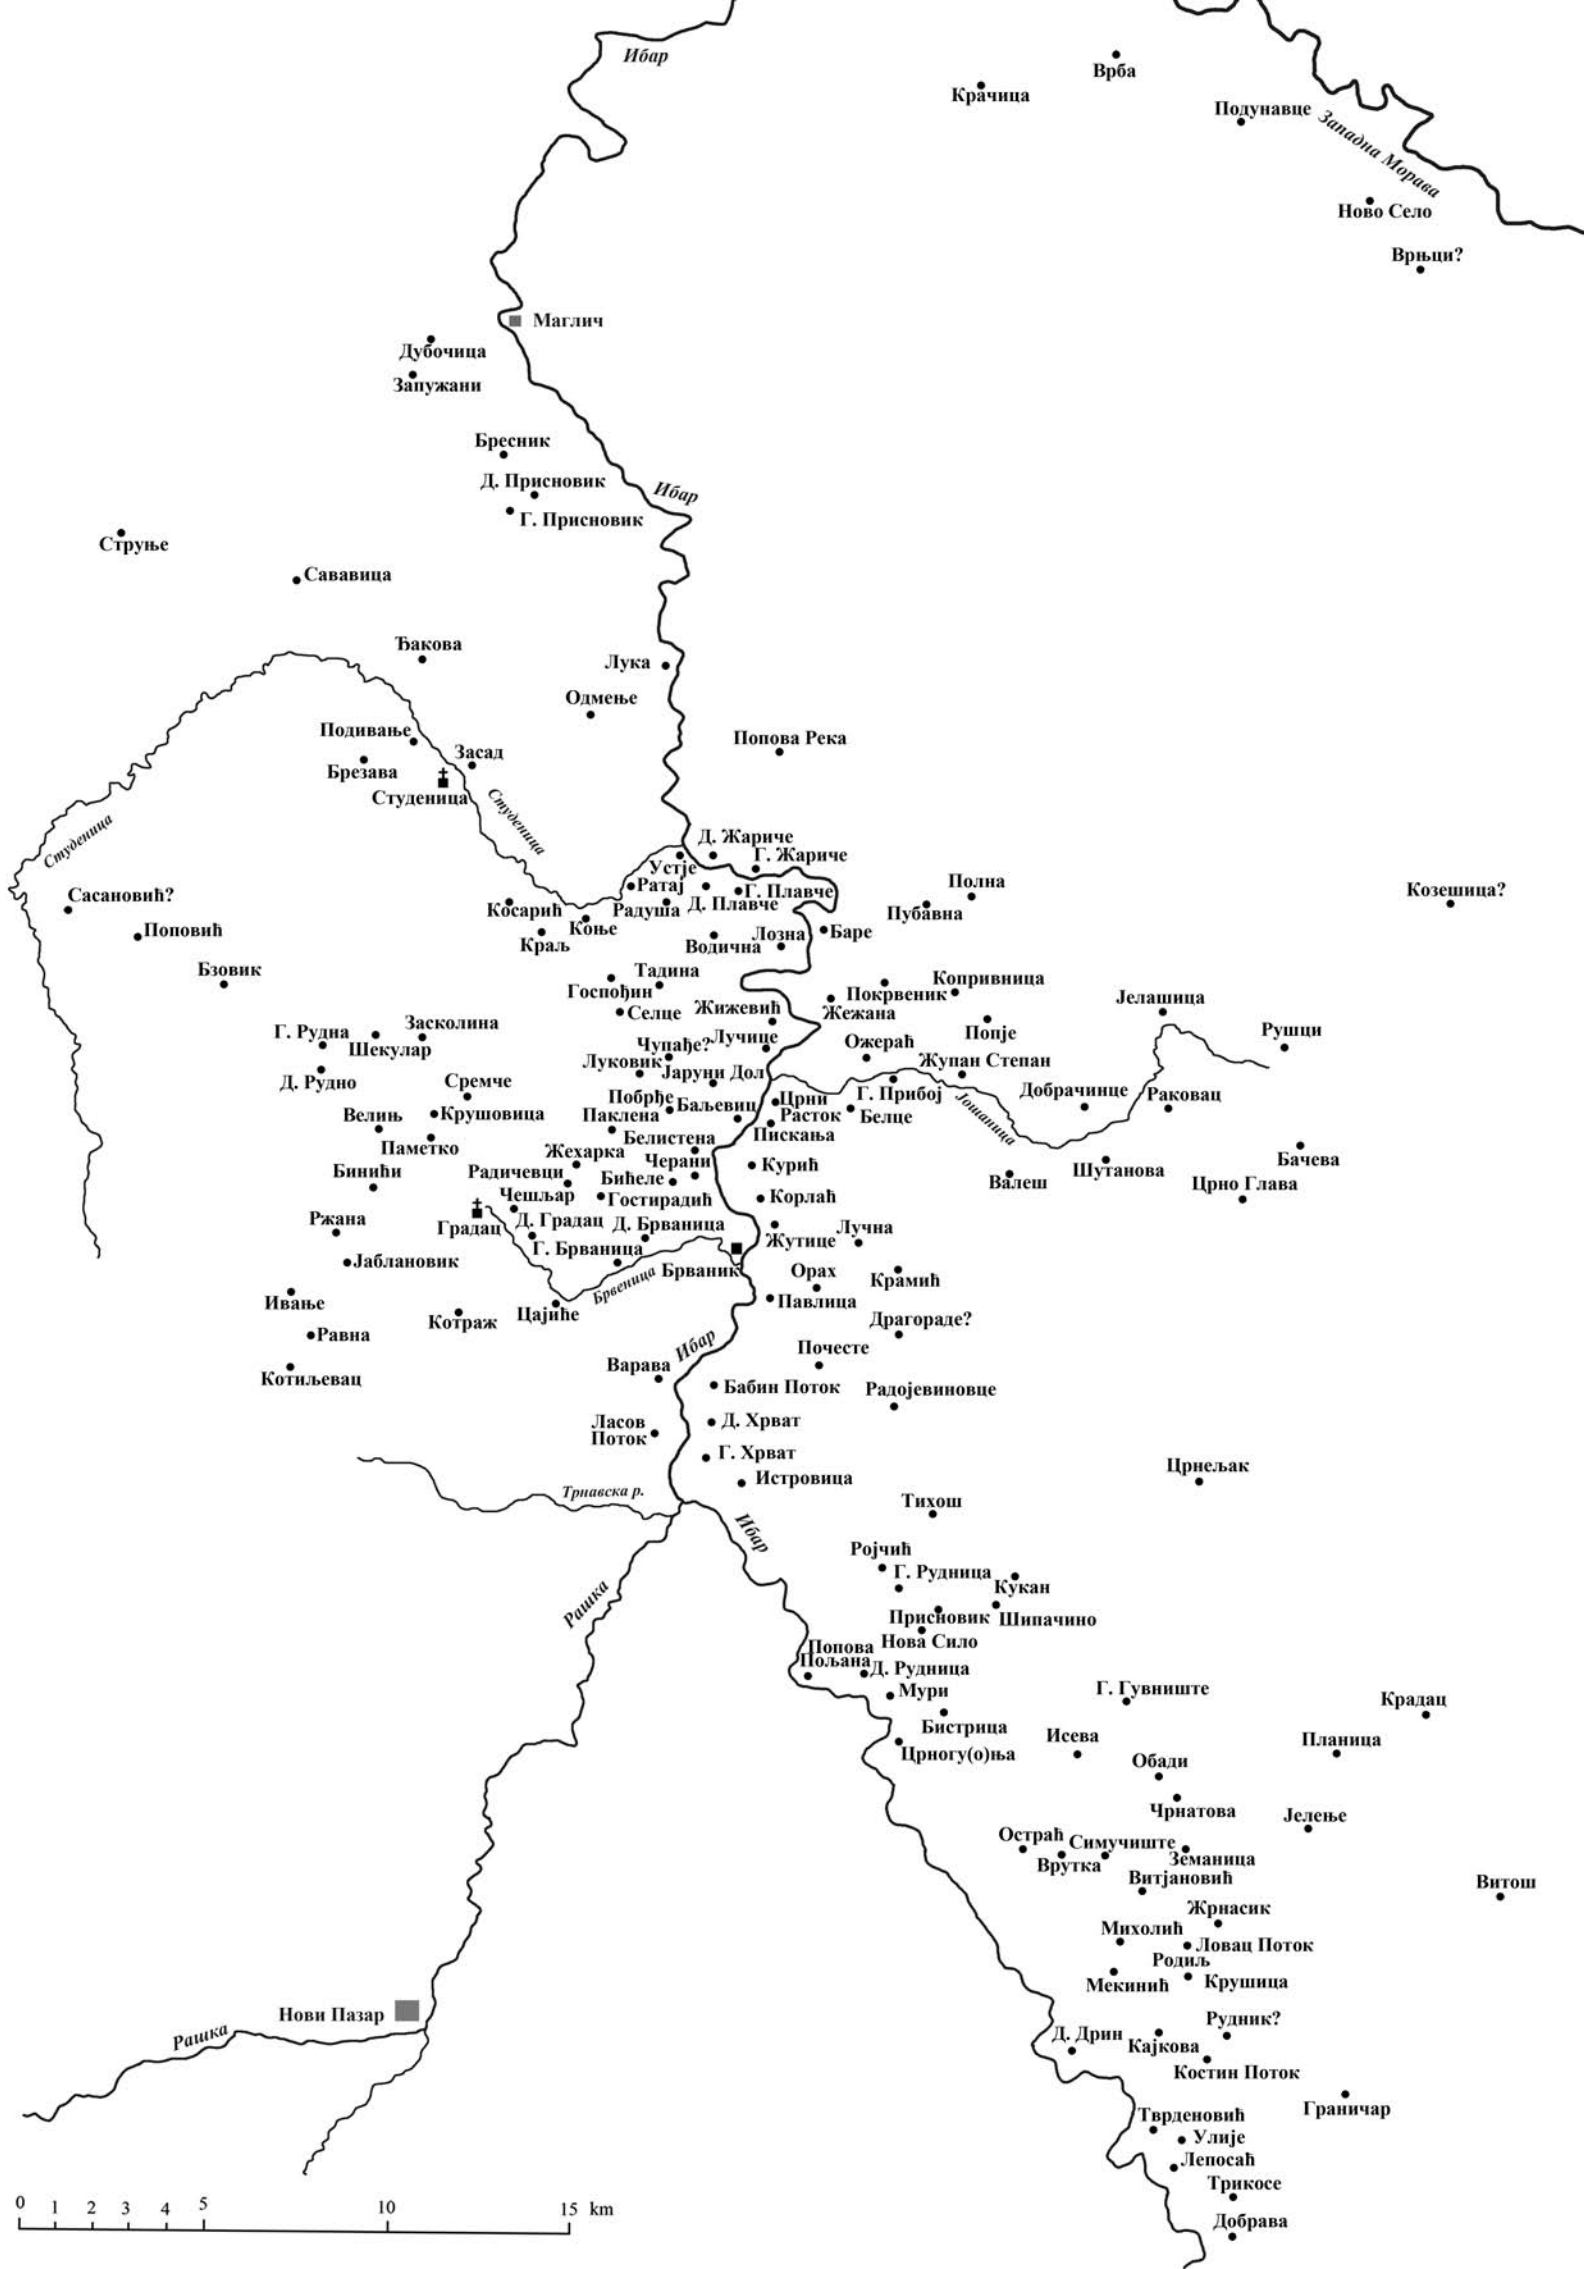 Ибар
Врба
Крачица
Подунавце
Западна Морава
Ново Село
Врњци?
Маглич
Дубочица
Запужани
Бресник
Д. Присновик
Ибар
Г. Присновик
Струње
Сававица
Ђакова
Лука
Одмење
Подивање
Попова Река
Засад
Брезава
Студеница
Студеница
Студеница
Д. Жариче
Г. Жариче
Устје
Ратај
Г. Плавче
Полна
Козешица?
Сасановић?
Косарић
Радуша
Д. Плавче
Пубавна
Поповић
Коње
Краљ
Водична
Лозна
Баре
Бзовик
Тадина
Госпођин
Копривница
Покрвеник
Јелашица
Селце
Жижевић
Жежана
Г. Рудна
Засколина
Шекулар
Чупађе?
Лучице
Попје
Рушци
Ожераћ
Луковик
Јаруни Дол
Жупан Степан
Д. Рудно
Сремче
Побрђе
Баљевиц
Црни
Расток
Г. Прибој
Белце
Јошаница
Добрачинце
Раковац
Велињ
Крушовица
Паклена
Пискања
Паметко
Белистена
Жехарка
Черани
Курић
Бинићи
Радичевци
Бићеле
Валеш
Шутанова
Бачева
Црно Глава
Чешљар
Гостирадић
Корлаћ
Ржана
Градац
Д. Градац
Д. Брваница
Жутице
Лучна
Г. Брваница
Јаблановик
Брвеница
Брваник
Орах
Крамић
Ивање
Котраж
Цајиће
Павлица
Равна
Ибар
Драгораде?
Котиљевац
Варава
Почесте
Бабин Поток
Радојевиновце
Ласов
Поток
Д. Хрват
Г. Хрват
Истровица
Црнељак
Трнавска р.
Тихош
Ибар
Ројчић
Г. Рудница
Кукан
Рашка
Присновик
Шипачино
Нова Сило
Попова
Пољана
Д. Рудница
Мури
Г. Гувниште
Крадац
Бистрица
Исева
Планица
Црногу(о)ња
Обади
Чрнатова
Јелење
Остраћ
Симучиште
Врутка
Земаница
Витјановић
Витош
Жрнасик
Михолић
Ловац Поток
Родиљ
Мекинић
Крушица
Нови Пазар
Рашка
Рудник?
Д. Дрин
Кајкова
Костин Поток
Граничар
Тврденовић
Улије
Лепосаћ
Трикосе
Добрава
0 1 2 3 4 5 10 15 km